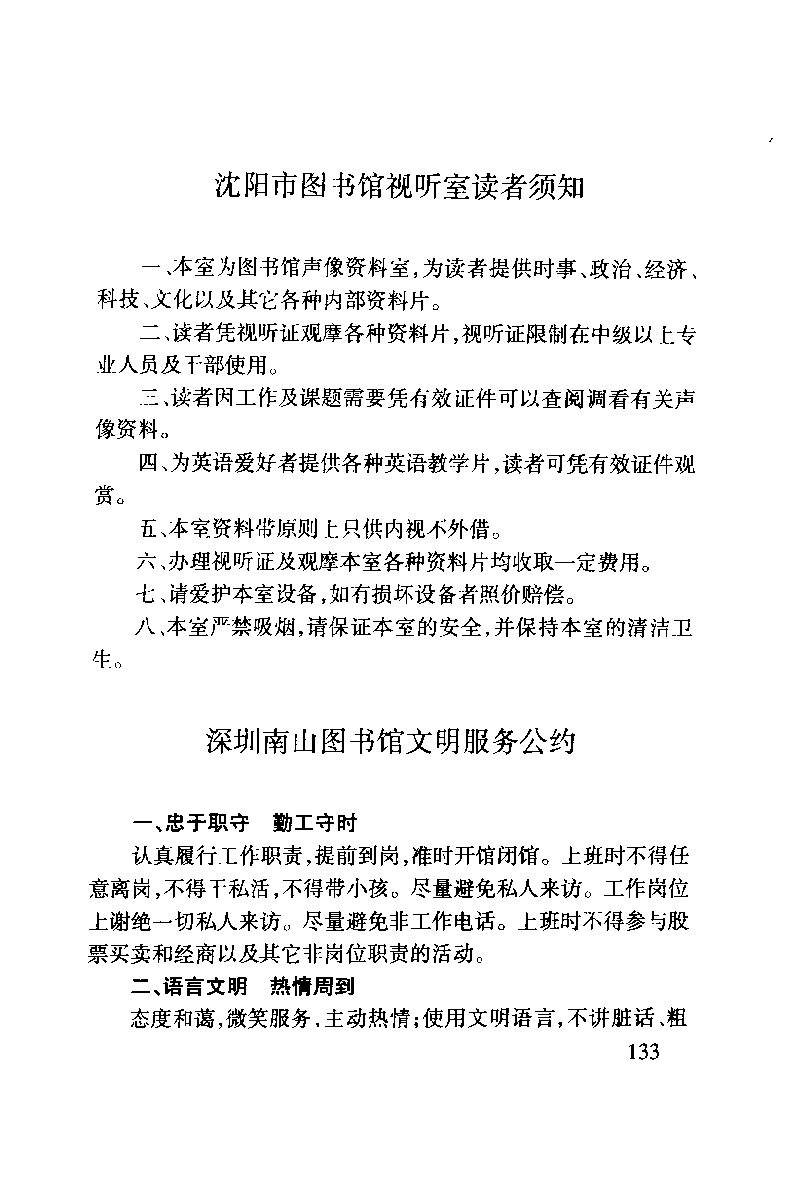 沈阳市图书馆视听室读者须知
一、本室为图书馆声像资料室,为读者提供时事、政治、经济、
科技、文化以及其它各种内部资料片。
二、读者凭视听证观摩各种资料片,视听证限制在中级以上专
业人员及干部使用。
三、读者因工作及课题需要凭有效证件可以查阅调看有关声
像资料。
四、为英语爱好者提供各种英语教学片,读者可凭有效证件观
赏。
五、本室资料带原则上只供内视不外借。
六、办理视听证及观摩本室各种资料片均收取一定费用。
七、请爱护本室设备,如有损坏设备者照价赔偿。
八、本室严禁吸烟,请保证本室的安全,并保持本室的清洁卫
生。
深圳南山图书馆文明服务公约
一、忠于职守　勤工守时
认真履行工作职责,提前到岗,准时开馆闭馆。上班时不得任
意离岗,不得干私活,不得带小孩。尽量避免私人来访。工作岗位
上谢绝一切私人来访。尽量避免非工作电话。上班时不得参与股
票买卖和经商以及其它非岗位职责的活动。
二、语言文明　热情周到
态度和蔼,微笑服务,主动热情;使用文明语言,不讲脏话、粗
133